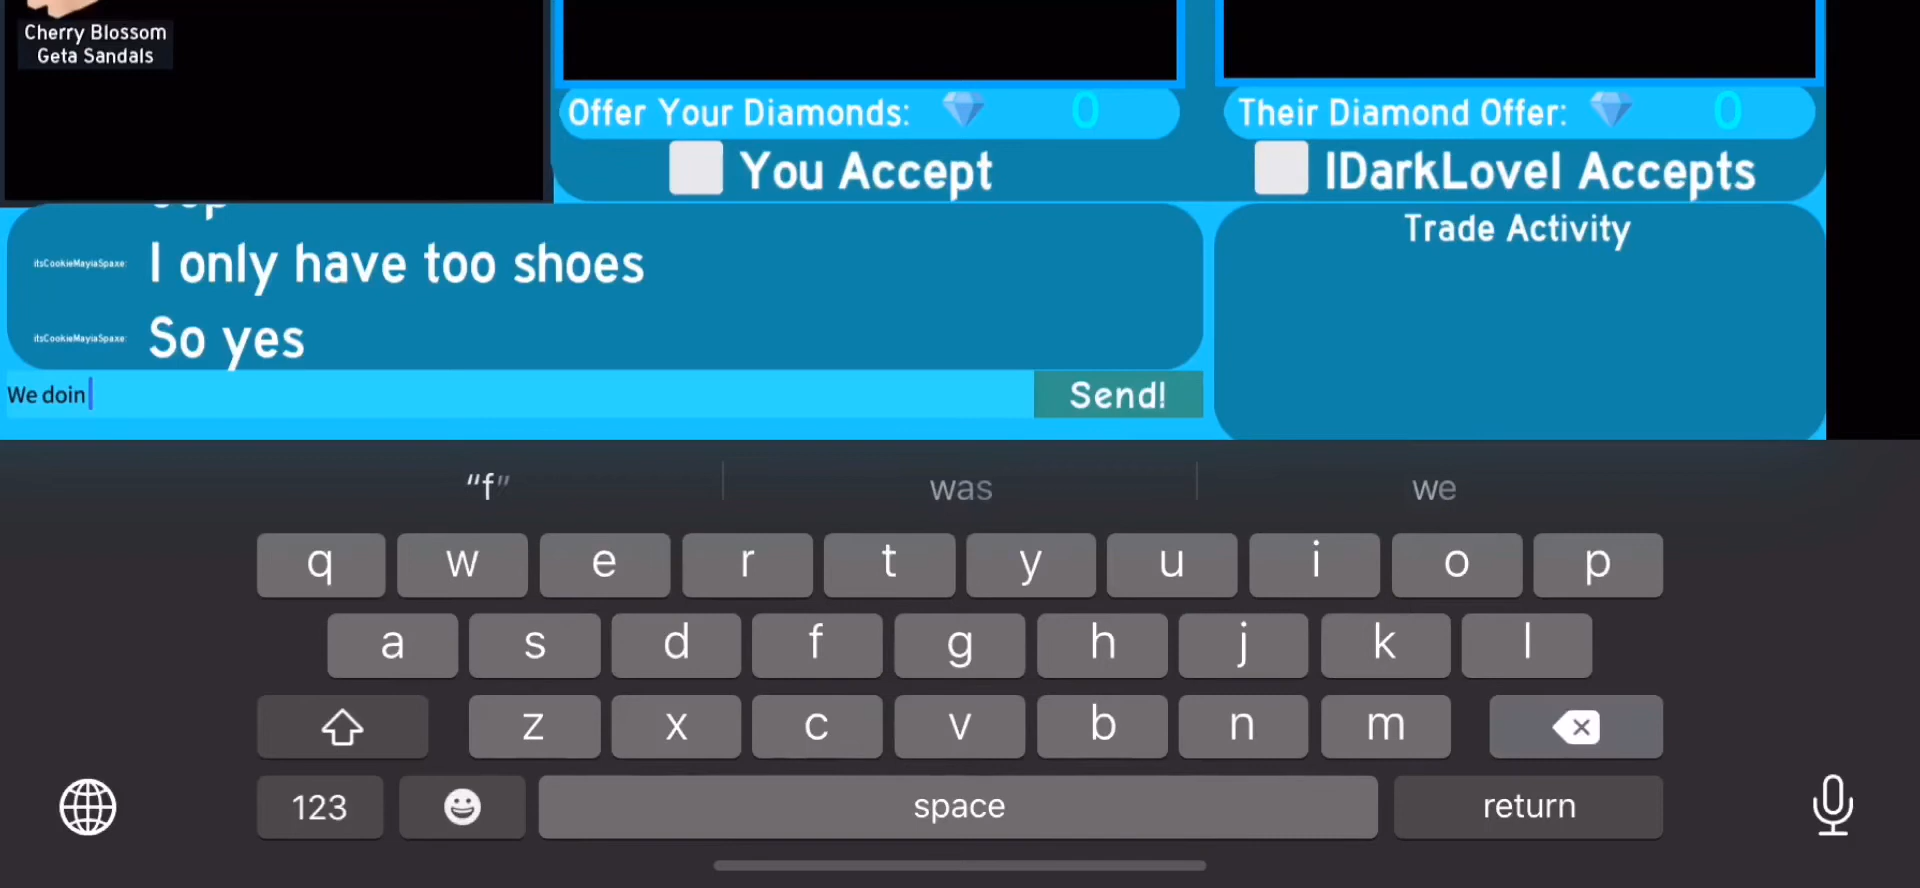 Cherry Blossom
Geta Sandals
Offer Your Diamonds: 0
Their Diamond Offer: 0
You Accept
lDarkLovel Accepts
Trade Activity
itsCookieMayiaSpaxe: I only have too shoes
itsCookieMayiaSpaxe: So yes
We doin
Send!
“f”
was
we
q w e r t y u i o p
a s d f g h j k l
z x c v b n m
123
space
return